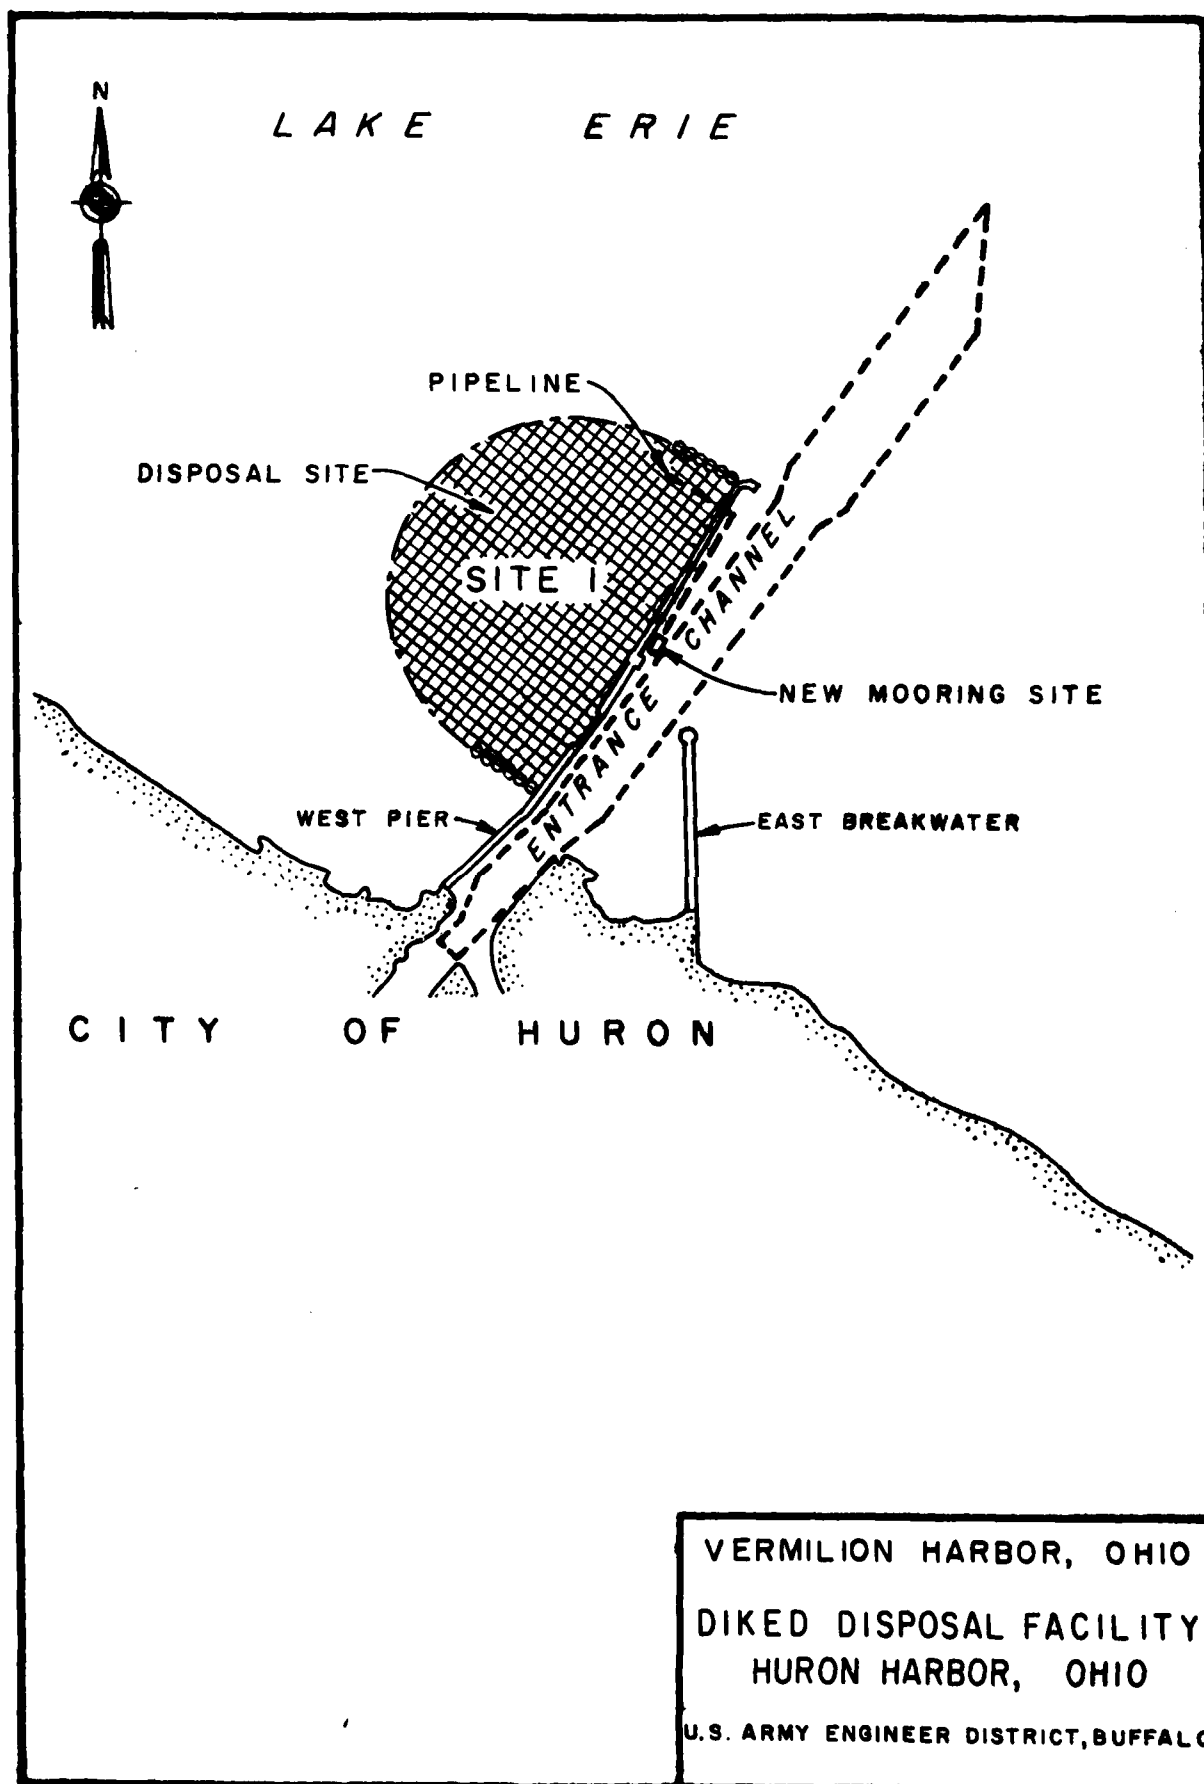 N
LAKE ERIE
PIPELINE
DISPOSAL SITE
SITE 1
ENTRANCE CHANNEL
NEW MOORING SITE
WEST PIER
EAST BREAKWATER
CITY OF HURON
VERMILION HARBOR, OHIO
DIKED DISPOSAL FACILITY
HURON HARBOR, OHIO
U.S. ARMY ENGINEER DISTRICT, BUFFALO